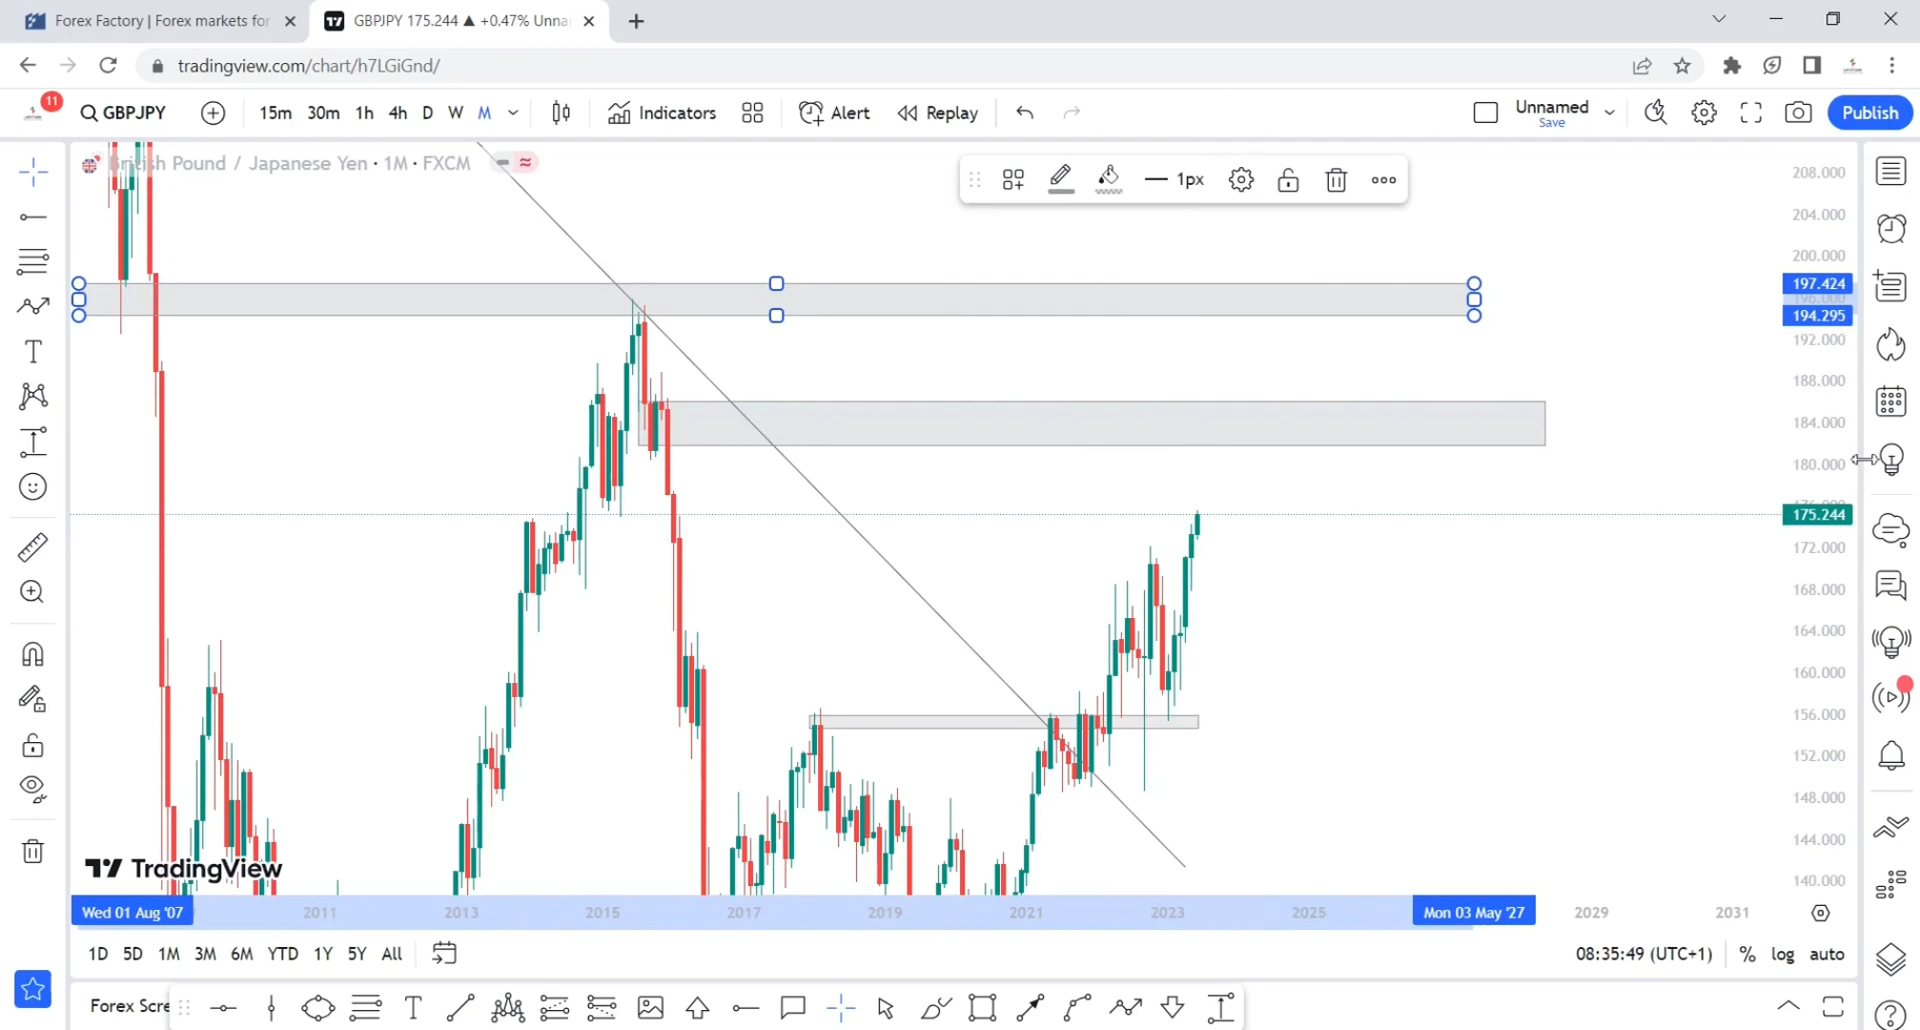 Forex Factory | Forex markets for
GBPJPY 175.244 ▲ +0.47% Unna
tradingview.com/chart/h7LGiGnd/
11
GBPJPY
15m 30m 1h 4h D W M
Indicators
Alert
Replay
Unnamed
Save
Publish
British Pound / Japanese Yen · 1M · FXCM
1px
208.000
204.000
200.000
197.424
196.000
194.295
192.000
188.000
184.000
180.000
176.000
175.244
172.000
168.000
164.000
160.000
156.000
152.000
148.000
144.000
140.000
TradingView
Wed 01 Aug '07
2011 2013 2015 2017 2019 2021 2023 2025
Mon 03 May '27
2029 2031
1D 5D 1M 3M 6M YTD 1Y 5Y All
08:35:49 (UTC+1)
% log auto
Forex Scre